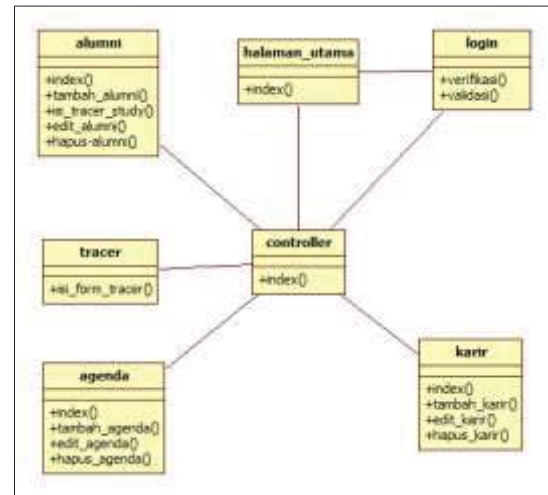 alumni
+index()
+tambah_alumni()
+isi_tracer_study()
+edit_alumni()
+hapus-alumni()
halaman_utama
+index()
login
+verifikasi()
+validasi()
tracer
+isi_form_tracer()
controller
+index()
agenda
+index()
+tambah_agenda()
+edit_agenda()
+hapus_agenda()
karir
+index()
+tambah_karir()
+edit_karir()
+hapus_karir()